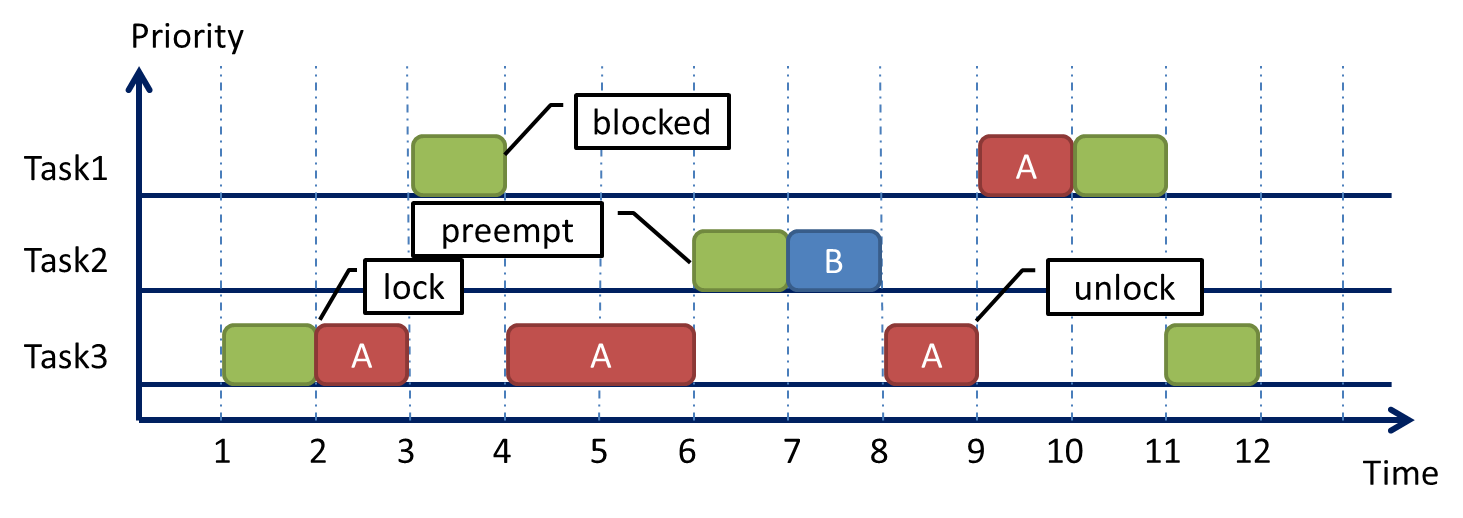 Priority
blocked
Task1
A
preempt
Task2
B
lock
unlock
Task3
A
A
A
1 2 3 4 5 6 7 8 9 10 11 12
Time